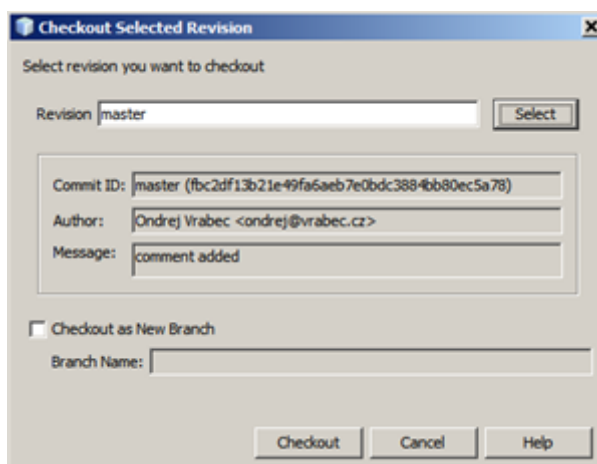 Checkout Selected Revision
Select revision you want to checkout
Revision master Select
Commit ID: master (fbc2df13b21e49fa6aeb7e0bdc3884bb80ec5a78)
Author: Ondrej Vrabec <ondrej@vrabec.cz>
Message: comment added
Checkout as New Branch
Branch Name:
Checkout Cancel Help